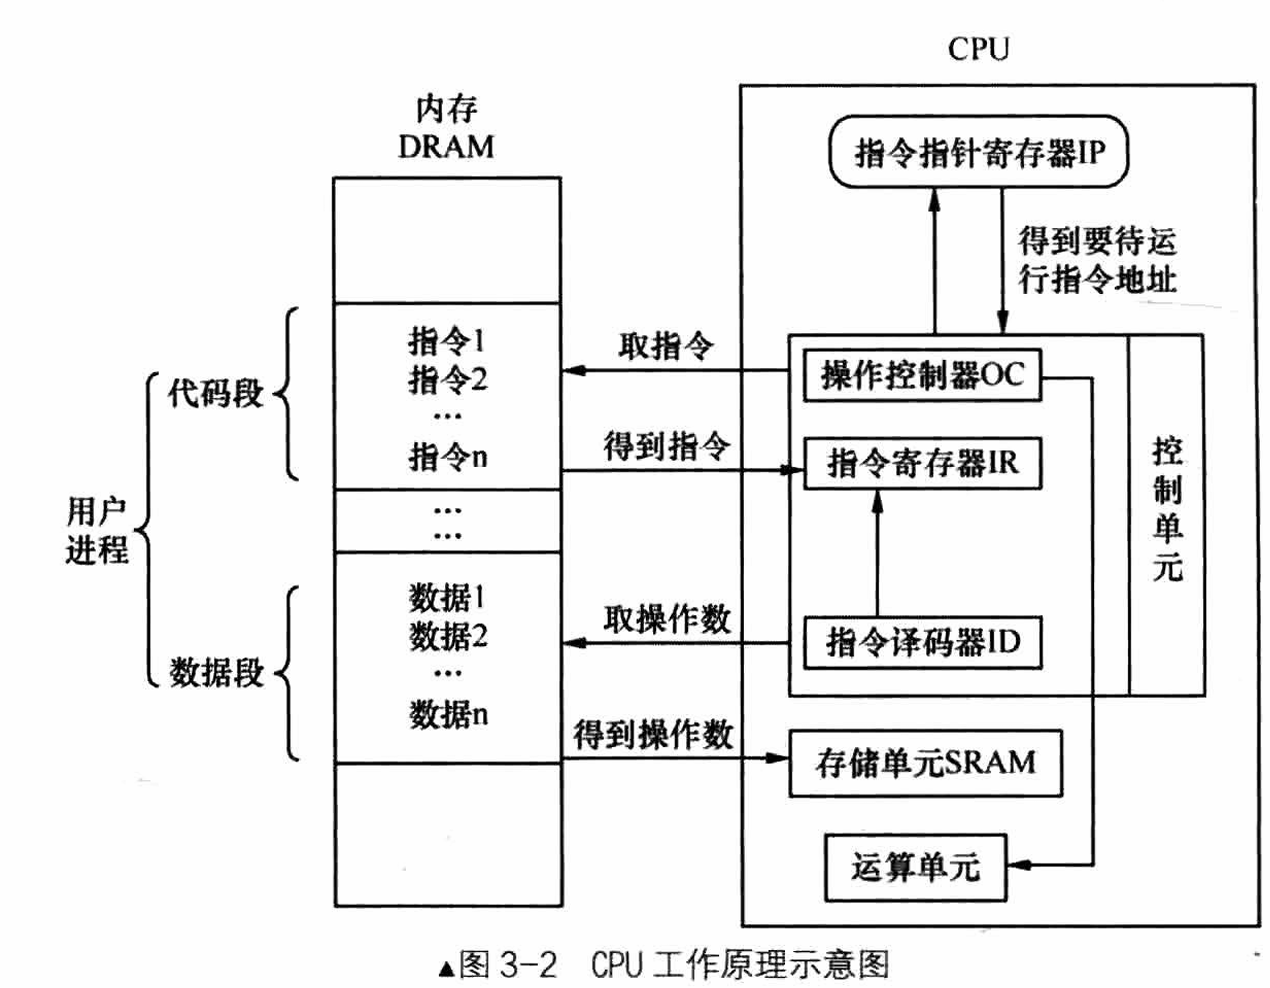 CPU
内存
DRAM
指令指针寄存器IP
得到要待运
行指令地址
指令1
指令2
...
指令n
取指令
操作控制器OC
代码段
得到指令
指令寄存器IR
控制单元
用户
进程
...
...
数据1
数据2
...
数据n
取操作数
指令译码器ID
数据段
得到操作数
存储单元SRAM
运算单元
▲图 3-2 CPU 工作原理示意图